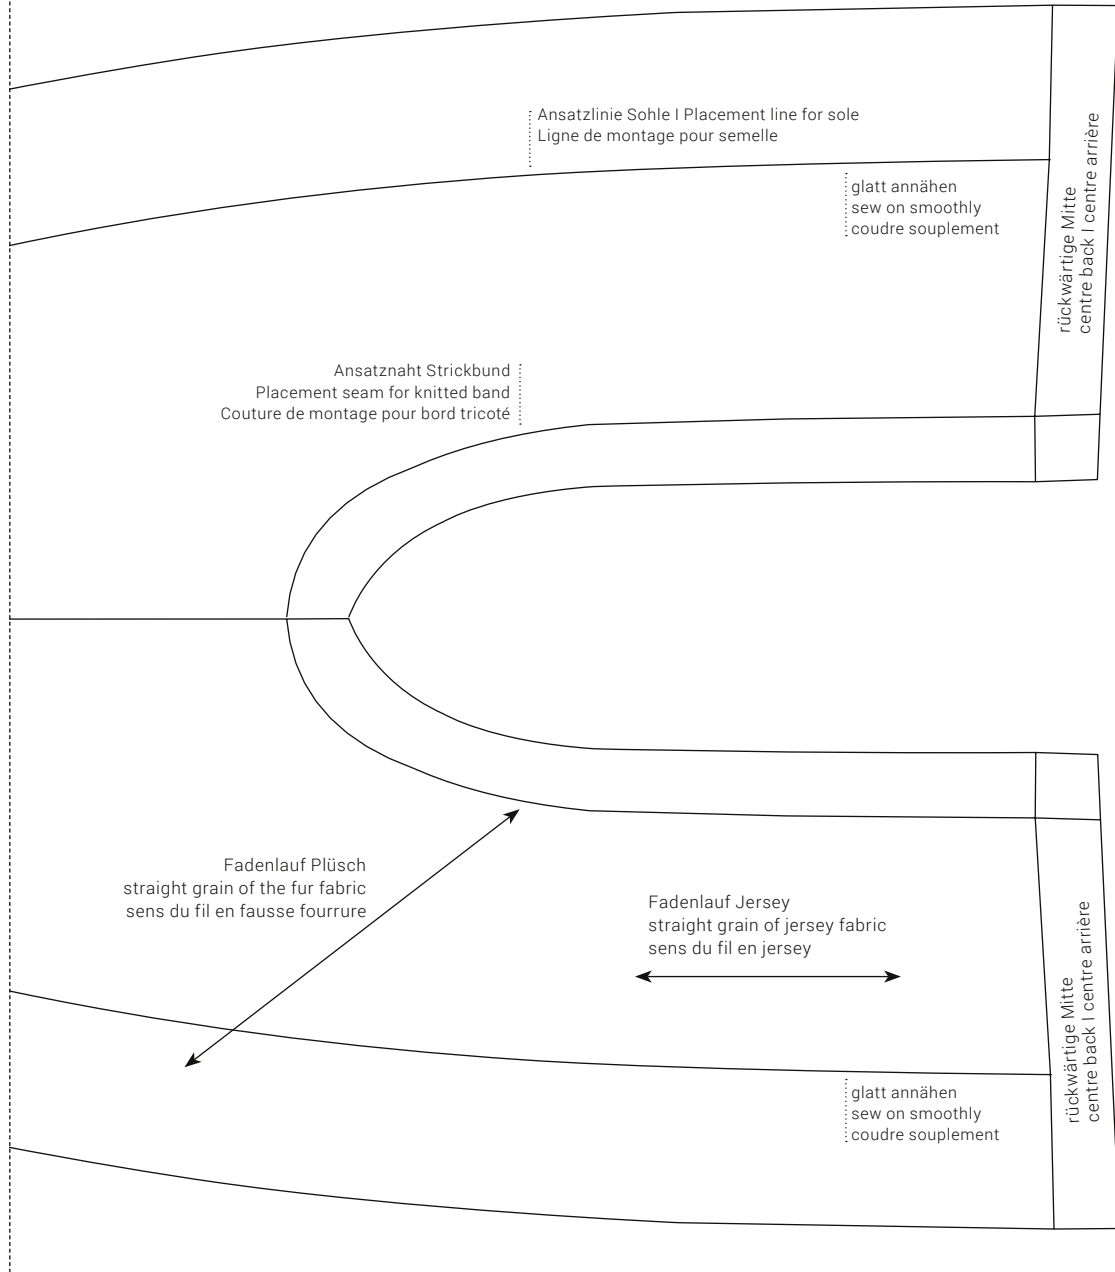 Ansatzlinie Sohle I Placement line for sole
Ligne de montage pour semelle
glatt annähen
sew on smoothly
coudre souplement
rückwärtige Mitte
centre back I centre arrière
Ansatznaht Strickbund
Placement seam for knitted band
Couture de montage pour bord tricoté
Fadenlauf Plüsch
straight grain of the fur fabric
sens du fil en fausse fourrure
Fadenlauf Jersey
straight grain of jersey fabric
sens du fil en jersey
rückwärtige Mitte
centre back I centre arrière
glatt annähen
sew on smoothly
coudre souplement